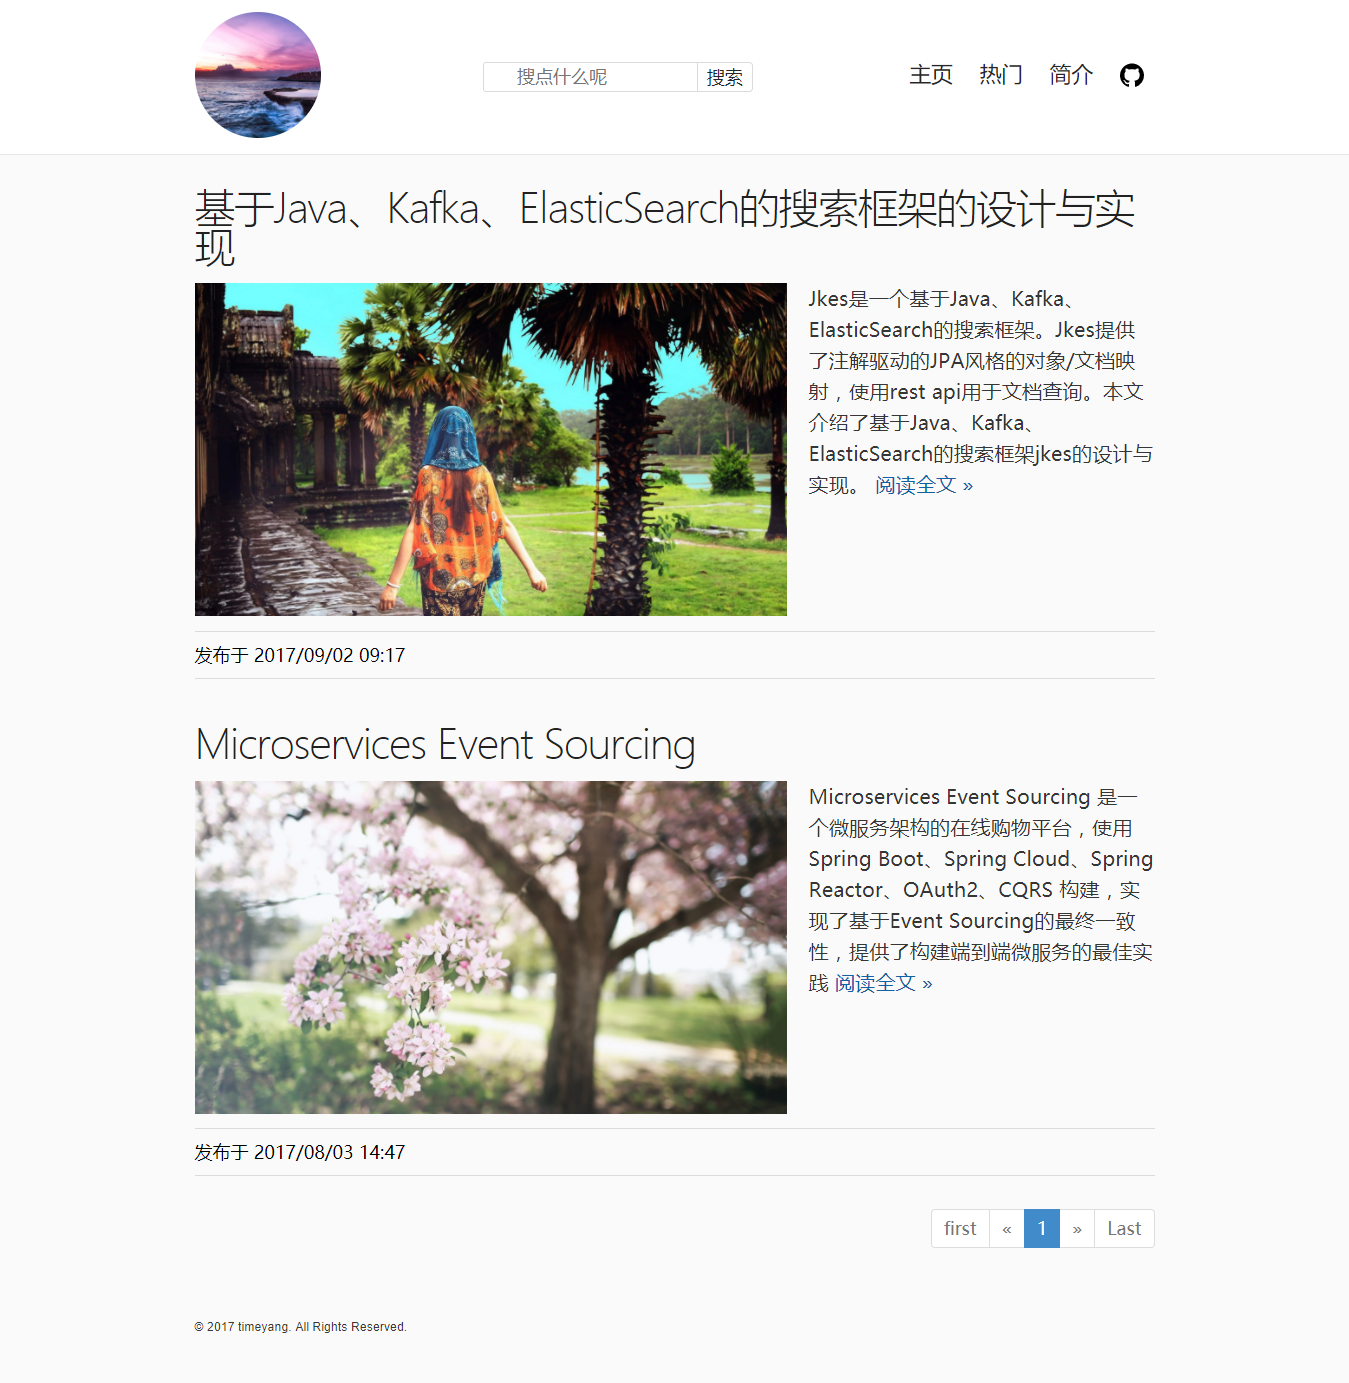 搜点什么呢 搜索 主页 热门 简介
基于Java、Kafka、ElasticSearch的搜索框架的设计与实
现
Jkes是一个基于Java、Kafka、
ElasticSearch的搜索框架。Jkes提供
了注解驱动的JPA风格的对象/文档映
射，使用rest api用于文档查询。本文
介绍了基于Java、Kafka、
ElasticSearch的搜索框架jkes的设计与
实现。 阅读全文 »
发布于 2017/09/02 09:17
Microservices Event Sourcing
Microservices Event Sourcing 是一
个微服务架构的在线购物平台，使用
Spring Boot、Spring Cloud、Spring
Reactor、OAuth2、CQRS 构建，实
现了基于Event Sourcing的最终一致
性，提供了构建端到端微服务的最佳实
践 阅读全文 »
发布于 2017/08/03 14:47
first « 1 » Last
© 2017 timeyang. All Rights Reserved.